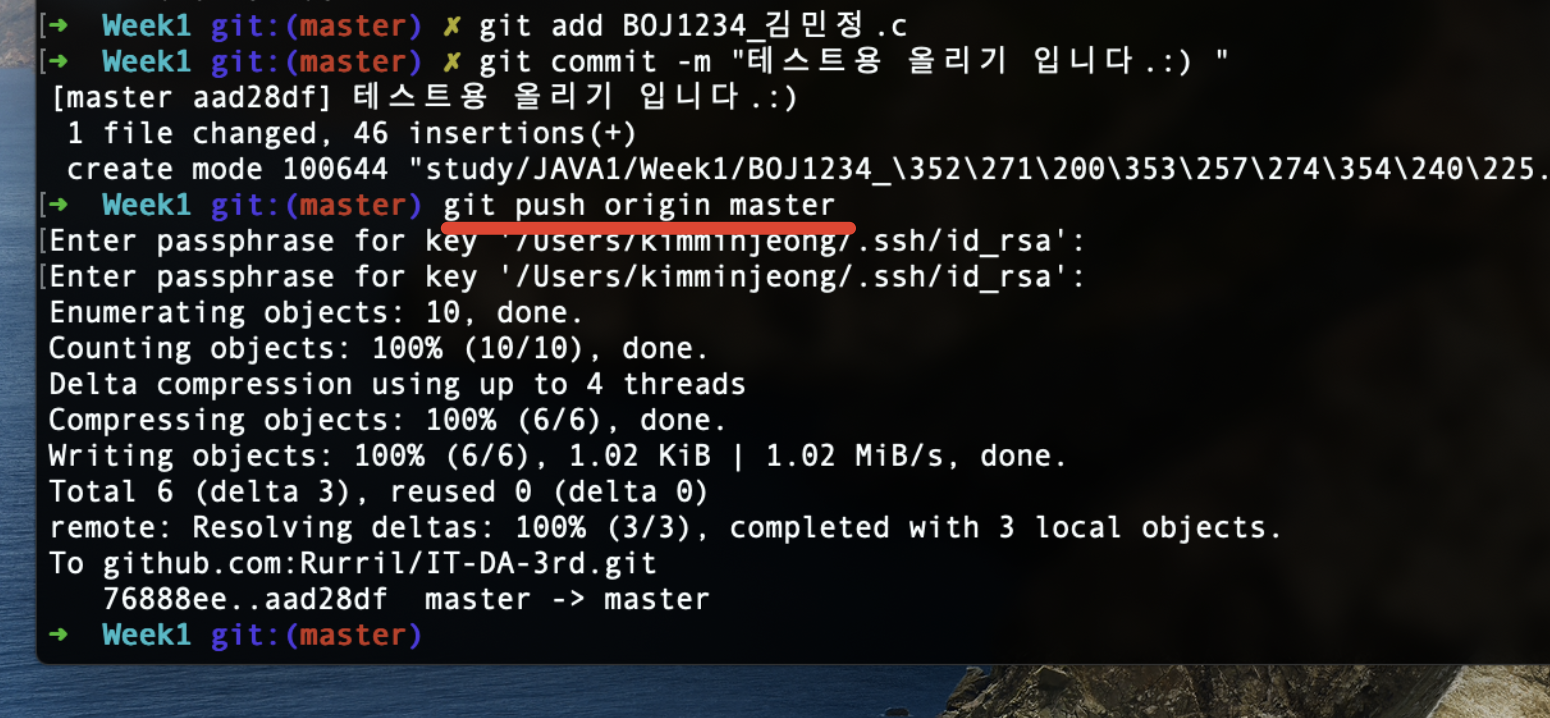 [➜  Week1 git:(master) ✗ git add BOJ1234_김민정.c
[➜  Week1 git:(master) ✗ git commit -m "테스트용 올리기 입니다.:) "
[master aad28df] 테스트용 올리기 입니다.:)
 1 file changed, 46 insertions(+)
 create mode 100644 "study/JAVA1/Week1/BOJ1234_\352\271\200\353\257\274\354\240\225.
[➜  Week1 git:(master) git push origin master
[Enter passphrase for key '/Users/kimminjeong/.ssh/id_rsa':
[Enter passphrase for key '/Users/kimminjeong/.ssh/id_rsa':
Enumerating objects: 10, done.
Counting objects: 100% (10/10), done.
Delta compression using up to 4 threads
Compressing objects: 100% (6/6), done.
Writing objects: 100% (6/6), 1.02 KiB | 1.02 MiB/s, done.
Total 6 (delta 3), reused 0 (delta 0)
remote: Resolving deltas: 100% (3/3), completed with 3 local objects.
To github.com:Rurril/IT-DA-3rd.git
   76888ee..aad28df  master -> master
➜  Week1 git:(master)